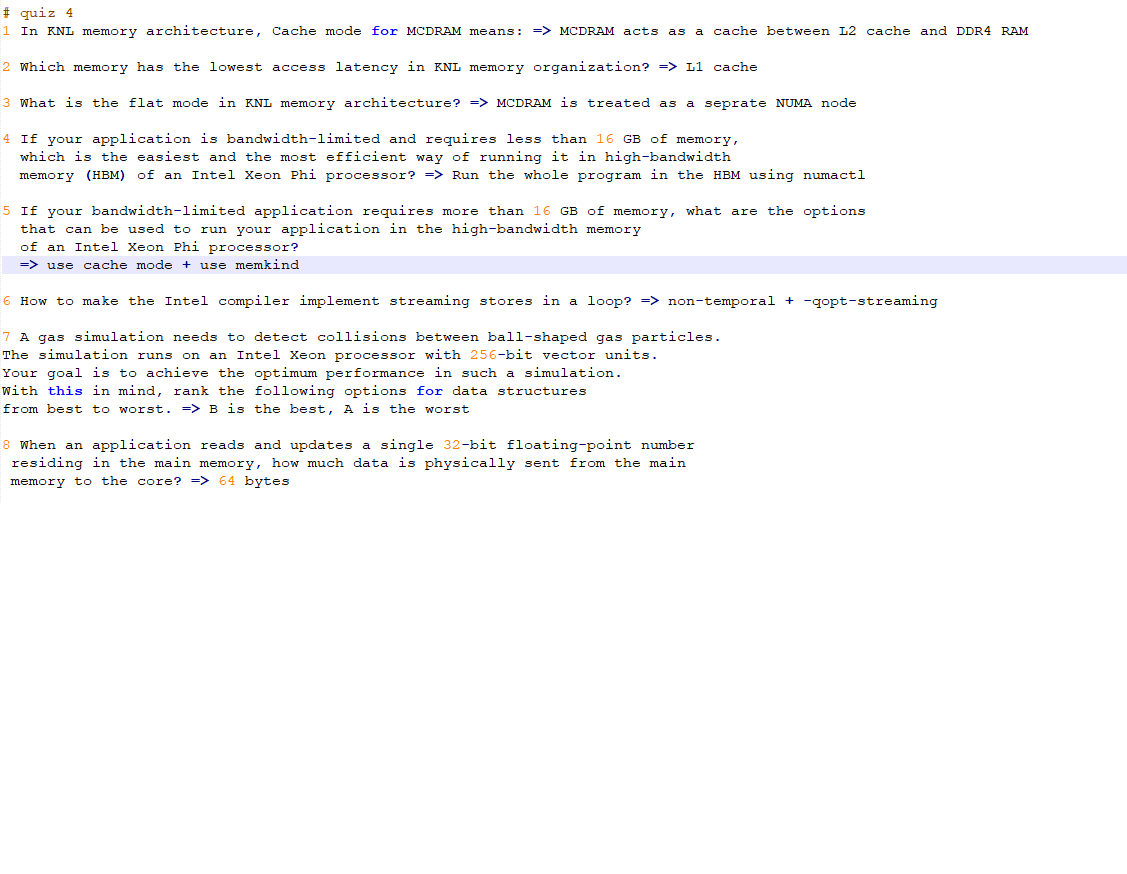 # quiz 4
1 In KNL memory architecture, Cache mode for MCDRAM means: => MCDRAM acts as a cache between L2 cache and DDR4 RAM
2 Which memory has the lowest access latency in KNL memory organization? => L1 cache
3 What is the flat mode in KNL memory architecture? => MCDRAM is treated as a seprate NUMA node
4 If your application is bandwidth-limited and requires less than 16 GB of memory,
which is the easiest and the most efficient way of running it in high-bandwidth
memory (HBM) of an Intel Xeon Phi processor? => Run the whole program in the HBM using numactl
5 If your bandwidth-limited application requires more than 16 GB of memory, what are the options
that can be used to run your application in the high-bandwidth memory
of an Intel Xeon Phi processor?
=> use cache mode + use memkind
6 How to make the Intel compiler implement streaming stores in a loop? => non-temporal + -qopt-streaming
7 A gas simulation needs to detect collisions between ball-shaped gas particles.
The simulation runs on an Intel Xeon processor with 256-bit vector units.
Your goal is to achieve the optimum performance in such a simulation.
With this in mind, rank the following options for data structures
from best to worst. => B is the best, A is the worst
8 When an application reads and updates a single 32-bit floating-point number
residing in the main memory, how much data is physically sent from the main
memory to the core? => 64 bytes